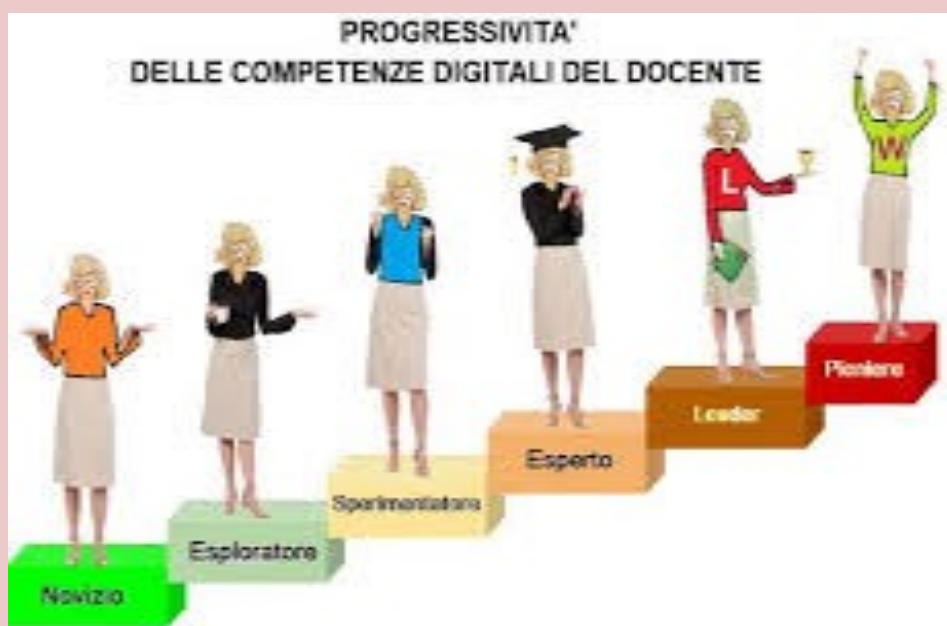 PROGRESSIVITA'
DELLE COMPETENZE DIGITALI DEL DOCENTE
W
L
Pioniere
Leader
Esperto
Sperimentatore
Esploratore
Novizio